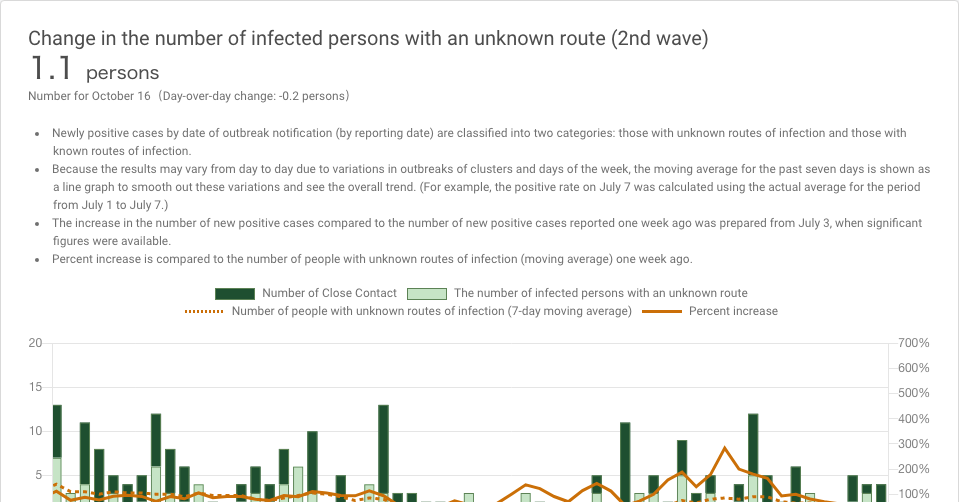 Change in the number of infected persons with an unknown route (2nd wave)
1.1 persons
Number for October 16（Day-over-day change: -0.2 persons）
• Newly positive cases by date of outbreak notification (by reporting date) are classified into two categories: those with unknown routes of infection and those with
known routes of infection.
• Because the results may vary from day to day due to variations in outbreaks of clusters and days of the week, the moving average for the past seven days is shown as
a line graph to smooth out these variations and see the overall trend. (For example, the positive rate on July 7 was calculated using the actual average for the period
from July 1 to July 7.)
• The increase in the number of new positive cases compared to the number of new positive cases reported one week ago was prepared from July 3, when significant
figures were available.
• Percent increase is compared to the number of people with unknown routes of infection (moving average) one week ago.
Number of Close Contact The number of infected persons with an unknown route
Number of people with unknown routes of infection (7-day moving average) Percent increase
20 700%
600%
15 500%
400%
10 300%
200%
5 100%